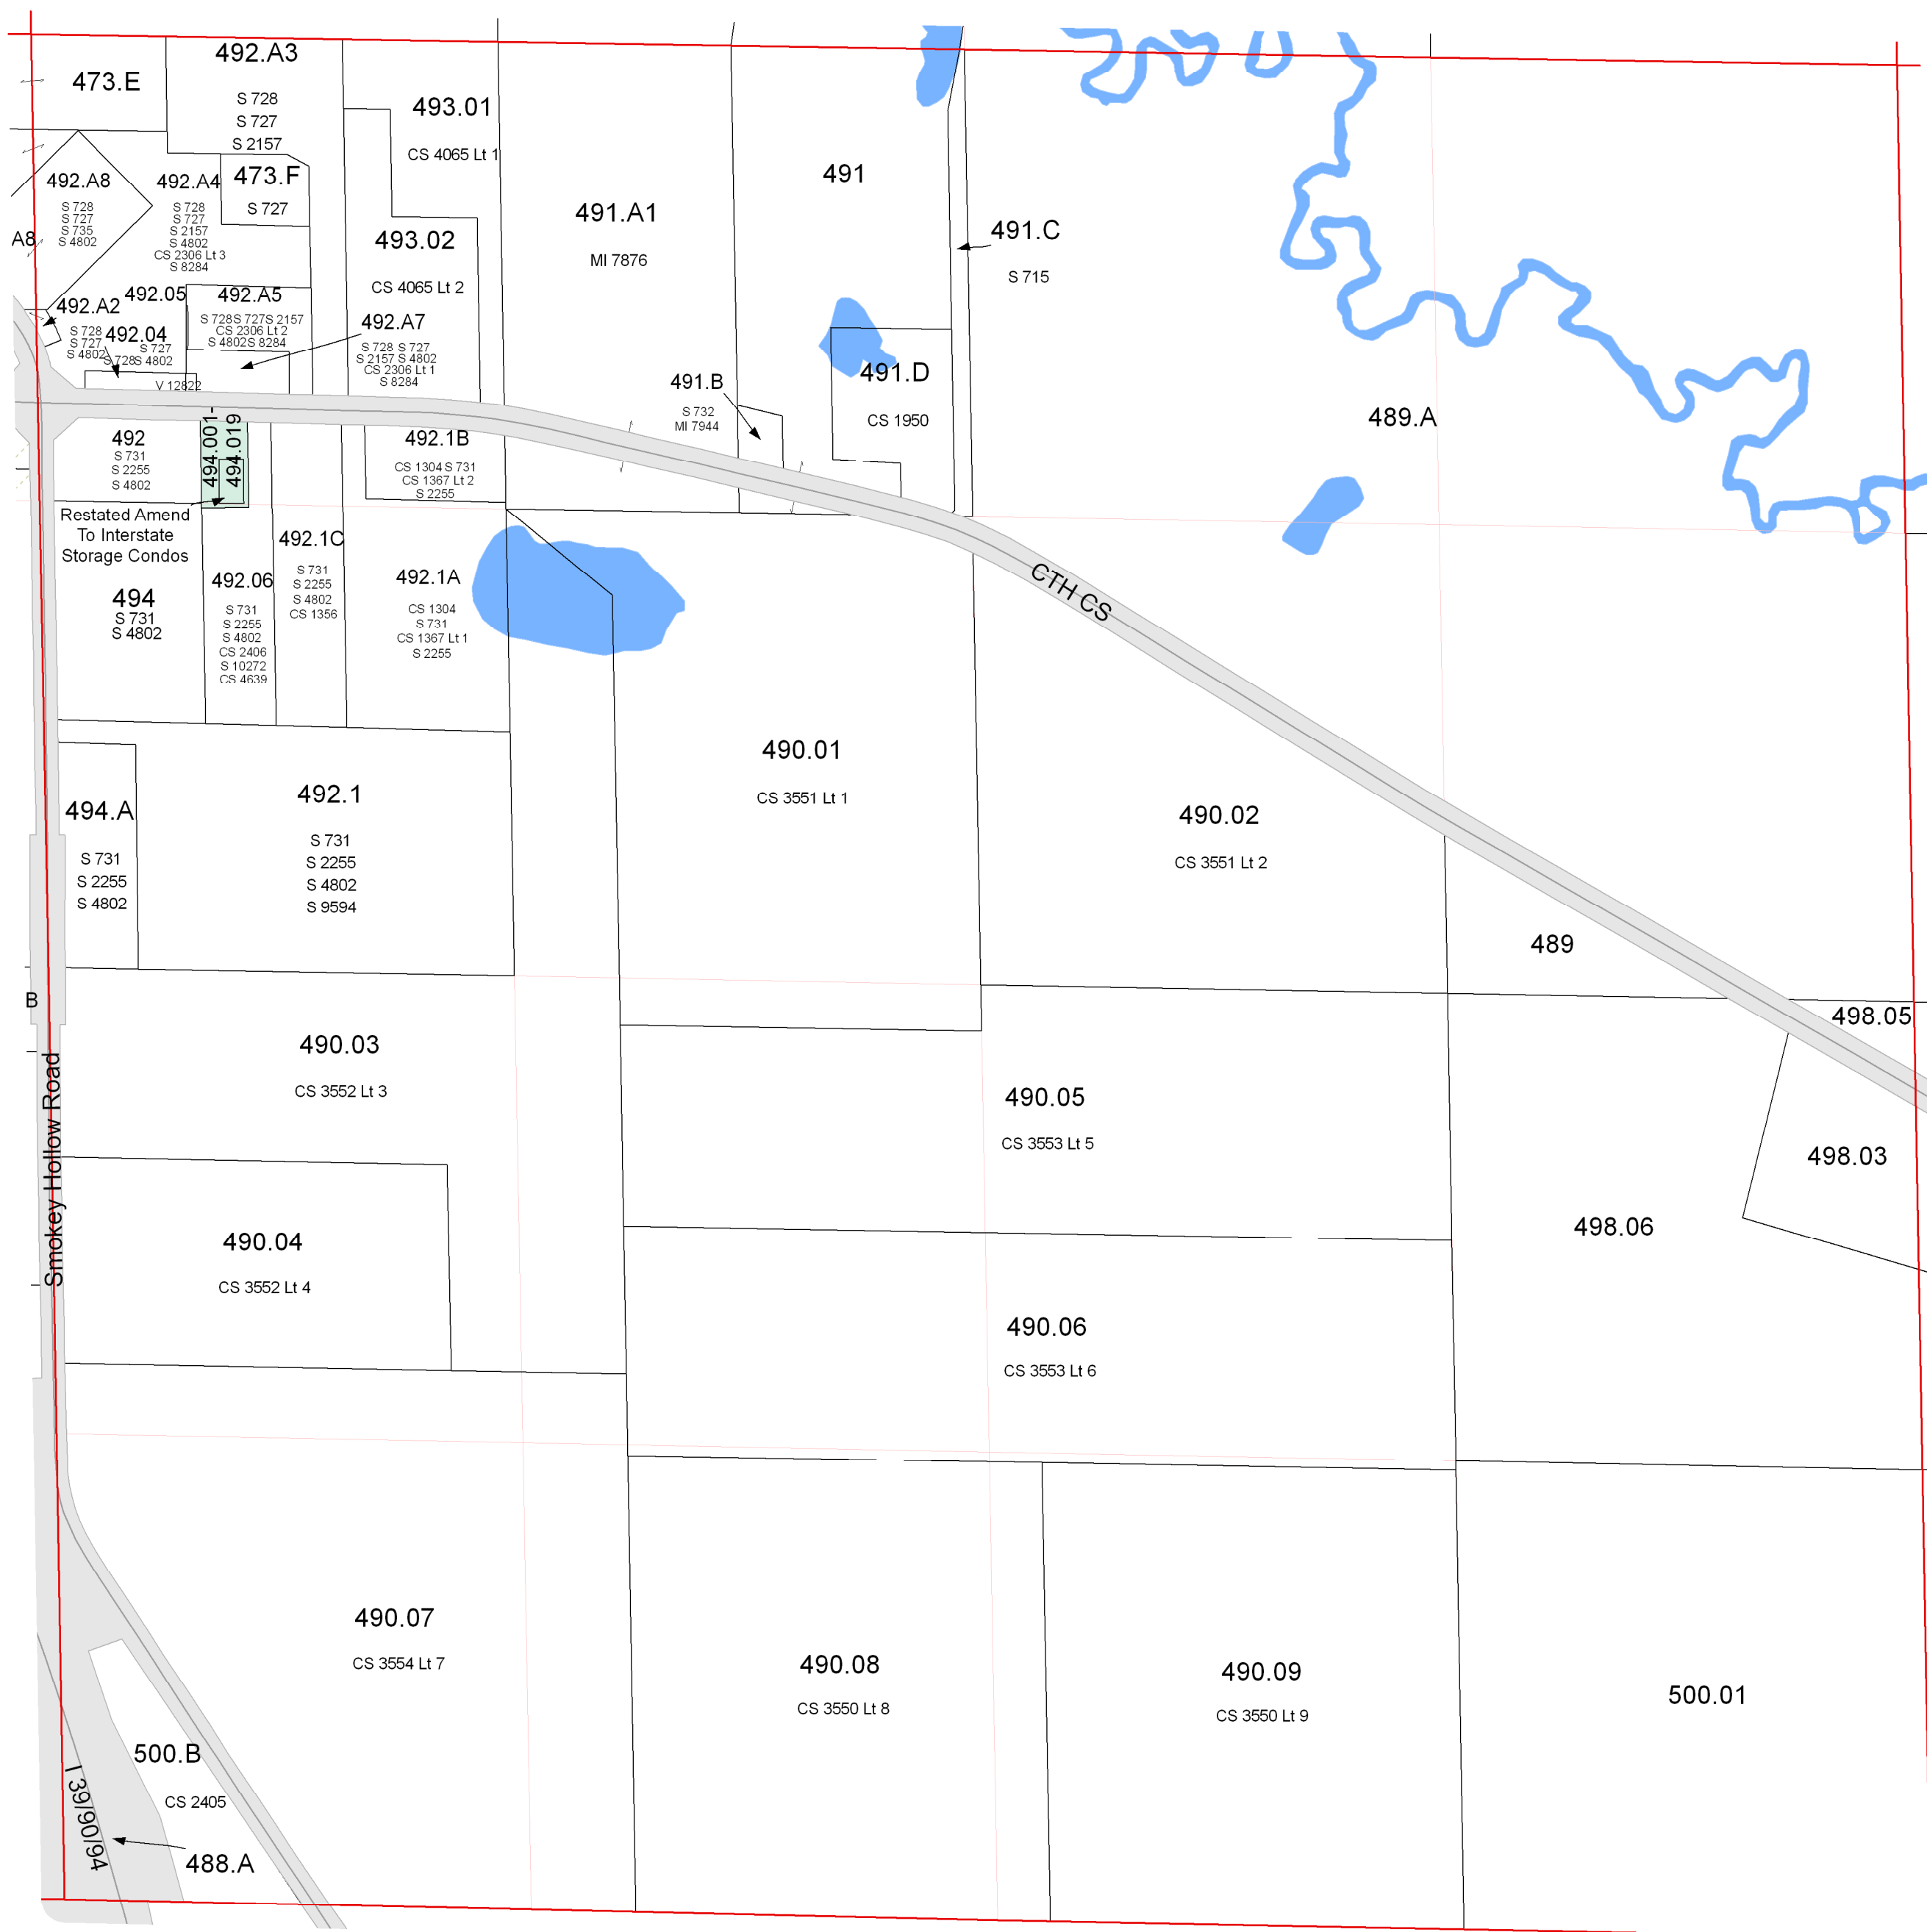 473.E
492.A3
S 728
S 727
S 2157
493.01
CS 4065 Lt 1
492.A8
S 728
S 727
S 735
S 4802
A8
492.A4
S 728
S 727
S 2157
S 4802
CS 2306 Lt 3
S 8284
473.F
S 727
493.02
CS 4065 Lt 2
491.A1
MI 7876
491
491.C
S 715
492.A2
S 728
S 727
S 4802
492.05
S 727
S 4802
492.04
S 728
V 12822
492.A5
S 728 S 727 S 2157
CS 2306 Lt 2
S 4802 S 8284
492.A7
S 728 S 727
S 2157 S 4802
CS 2306 Lt 1
S 8284
491.B
S 732
MI 7944
491.D
CS 1950
489.A
492
S 731
S 2255
S 4802
494.001-
494.019
492.1B
CS 1304 S 731
CS 1367 Lt 2
S 2255
Restated Amend
To Interstate
Storage Condos
494
S 731
S 4802
492.06
S 731
S 2255
S 4802
CS 2406
S 10272
CS 4639
492.1C
S 731
S 2255
S 4802
CS 1356
492.1A
CS 1304
S 731
CS 1367 Lt 1
S 2255
CTH CS
494.A
S 731
S 2255
S 4802
492.1
S 731
S 2255
S 4802
S 9594
490.01
CS 3551 Lt 1
490.02
CS 3551 Lt 2
489
B
498.05
490.03
CS 3552 Lt 3
490.05
CS 3553 Lt 5
498.03
Smokey Hollow Road
490.04
CS 3552 Lt 4
498.06
490.06
CS 3553 Lt 6
490.07
CS 3554 Lt 7
490.08
CS 3550 Lt 8
490.09
CS 3550 Lt 9
500.01
500.B
CS 2405
I 39/90/94
488.A